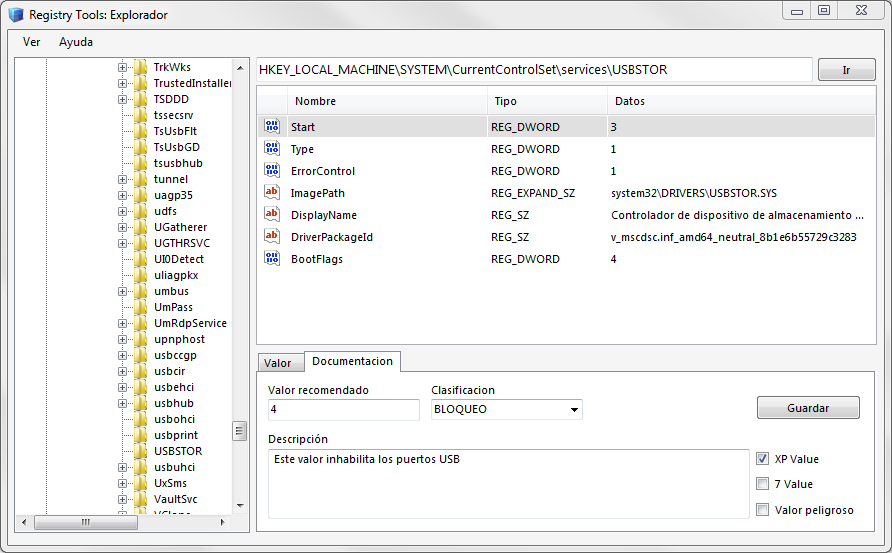 Registry Tools: Explorador
Ver Ayuda
TrkWks
TrustedInstaller
TSDDD
tssecsrv
TsUsbFlt
TsUsbGD
tsusbhub
tunnel
uagp35
udfs
UGatherer
UGTHRSVC
UI0Detect
uliagpkx
umbus
UmPass
UmRdpService
upnphost
usbccgp
usbcir
usbehci
usbhub
usbohci
usbprint
USBSTOR
usbuhci
UxSms
VaultSvc
HKEY_LOCAL_MACHINE\SYSTEM\CurrentControlSet\services\USBSTOR Ir
Nombre Tipo Datos
Start REG_DWORD 3
Type REG_DWORD 1
ErrorControl REG_DWORD 1
ImagePath REG_EXPAND_SZ system32\DRIVERS\USBSTOR.SYS
DisplayName REG_SZ Controlador de dispositivo de almacenamiento ...
DriverPackageId REG_SZ v_mscdsc.inf_amd64_neutral_8b1e6b55729c3283
BootFlags REG_DWORD 4
Valor Documentacion
Valor recomendado Clasificacion
4 BLOQUEO Guardar
Descripción
Este valor inhabilita los puertos USB
XP Value
7 Value
Valor peligroso